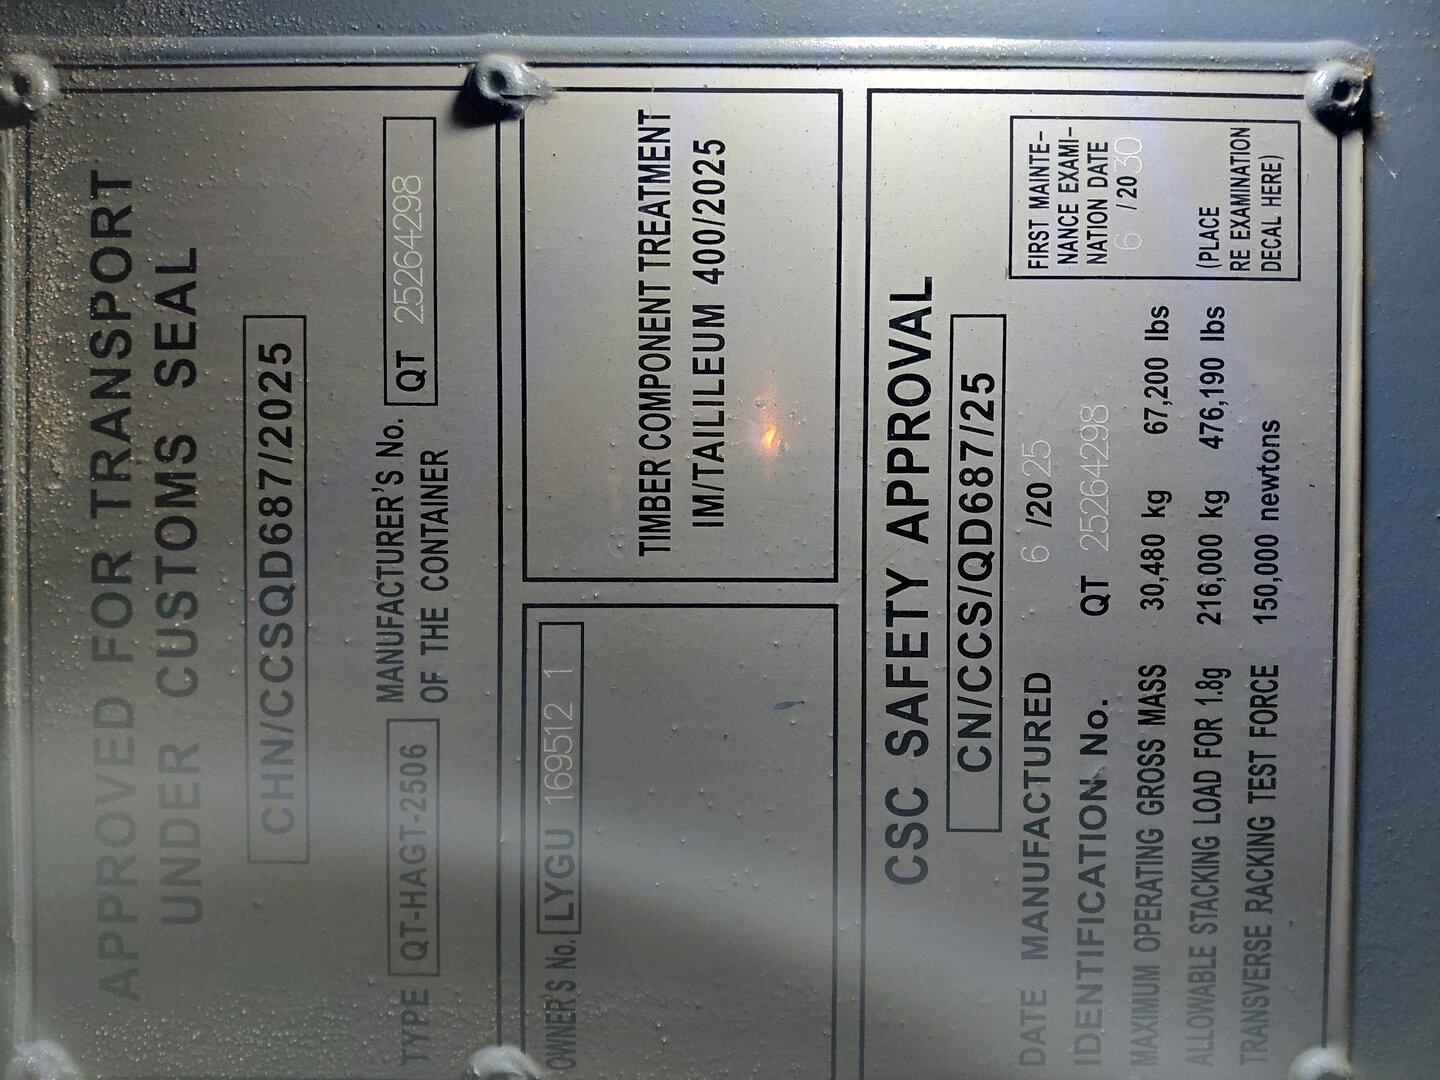 APPROVED FOR TRANSPORT
UNDER CUSTOMS SEAL
CHN/CCSQD687/2025
TYPE QT-HAGT-2506 MANUFACTURER'S No. OF THE CONTAINER QT 25264298
OWNER'S No. LYGU 169512 1
TIMBER COMPONENT TREATMENT
IM/TAILILEUM 400/2025
CSC SAFETY APPROVAL
CN/CCS/QD687/25
DATE MANUFACTURED 6 /2025
IDENTIFICATION No. QT 25264298
MAXIMUM OPERATING GROSS MASS 30,480 kg 67,200 lbs
ALLOWABLE STACKING LOAD FOR 1.8g 216,000 kg 476,190 lbs
TRANSVERSE RACKING TEST FORCE 150,000 newtons
FIRST MAINTE-
NANCE EXAMI-
NATION DATE
6 /2030
(PLACE
RE EXAMINATION
DECAL HERE)